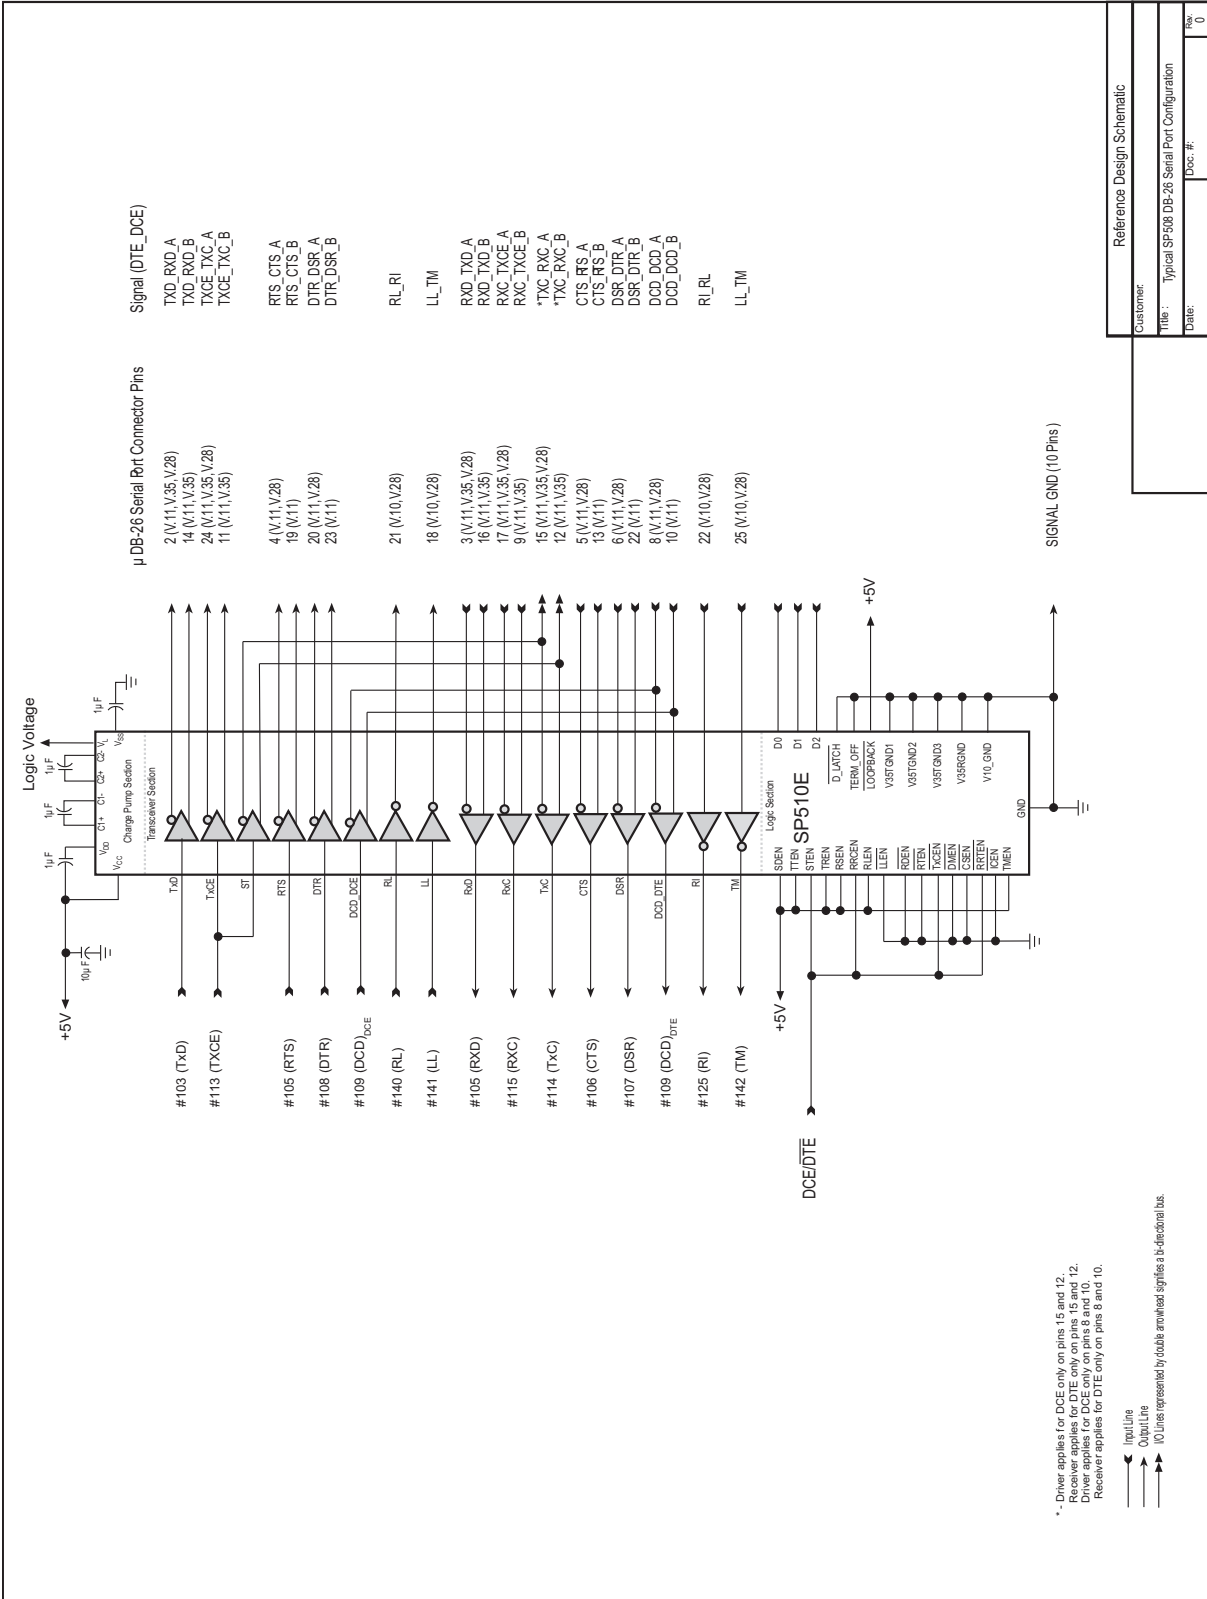 Logic Voltage
μ DB-26 Serial Port Connector Pins
Signal (DTE_DCE)
+5V
10μ F
1μ F
1μ F
1μ F
1μ F
VCC
VDD
C1+
C1-
C2+
C2-
VL
VSS
Charge Pump Section
Transceiver Section
#103 (TxD)
TxD
2 (V.11, V.35, V.28)
TXD_RXD_A
14 (V.11, V.35)
TXD_RXD_B
#113 (TXCE)
TxCE
24 (V.11, V.35, V.28)
TXCE_TXC_A
11 (V.11, V.35)
TXCE_TXC_B
ST
#105 (RTS)
RTS
4 (V.11, V.28)
RTS_CTS_A
19 (V.11)
RTS_CTS_B
#108 (DTR)
DTR
20 (V.11, V.28)
DTR_DSR_A
23 (V.11)
DTR_DSR_B
#109 (DCD)DCE
DCD_DCE
#140 (RL)
RL
21 (V.10, V.28)
RL_RI
#141 (LL)
LL
18 (V.10, V.28)
LL_TM
#105 (RXD)
RxD
3 (V.11, V.35, V.28)
RXD_TXD_A
16 (V.11, V.35)
RXD_TXD_B
#115 (RXC)
RxC
17 (V.11, V.35, V.28)
RXC_TXCE_A
9 (V.11, V.35)
RXC_TXCE_B
#114 (TxC)
TxC
15 (V.11, V.35, V.28)
*TXC_RXC_A
12 (V.11, V.35)
*TXC_RXC_B
#106 (CTS)
CTS
5 (V.11, V.28)
CTS_RTS_A
13 (V.11)
CTS_RTS_B
#107 (DSR)
DSR
6 (V.11, V.28)
DSR_DTR_A
22 (V.11)
DSR_DTR_B
#109 (DCD)DTE
DCD_DTE
8 (V.11, V.28)
DCD_DCD_A
10 (V.11)
DCD_DCD_B
#125 (RI)
RI
22 (V.10, V.28)
RI_RL
#142 (TM)
TM
25 (V.10, V.28)
LL_TM
Logic Section
SP510E
+5V
DCE/DTE
SDEN
TTEN
STEN
TREN
RSEN
RRCEN
RLEN
LLEN
RDEN
RTEN
TxCEN
DMEN
CSEN
RRTEN
ICEN
TMEN
D0
D1
D2
D_LATCH
TERM_OFF
LOOPBACK
V35TGND1
V35TGND2
V35TGND3
V35RGND
V10_GND
GND
+5V
SIGNAL GND (10 Pins )
* - Driver applies for DCE only on pins 15 and 12.
Receiver applies for DTE only on pins 15 and 12.
Driver applies for DCE only on pins 8 and 10.
Receiver applies for DTE only on pins 8 and 10.
Input Line
Output Line
I/O Lines represented by double arrowhead signifies a bi-directional bus.
Reference Design Schematic
Customer:
Title : Typical SP508 DB-26 Serial Port Configuration
Date:
Doc. #:
Rev.
0